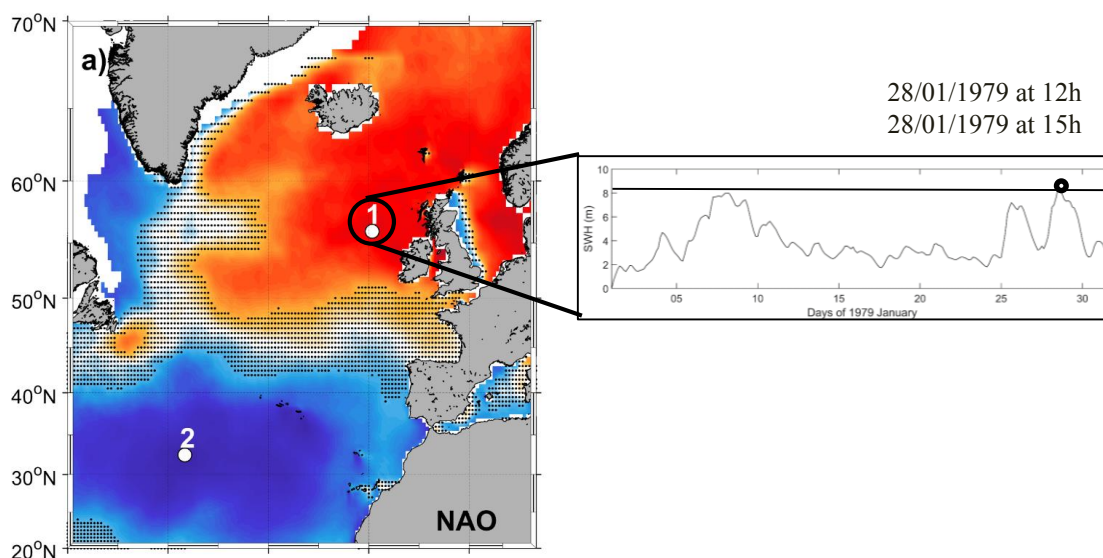 70°N
a)
60°N
1
50°N
40°N
2
30°N
NAO
20°N
28/01/1979 at 12h
28/01/1979 at 15h
10
8
6
4
2
0
SWH (m)
05
10
15
20
25
30
Days of 1979 January